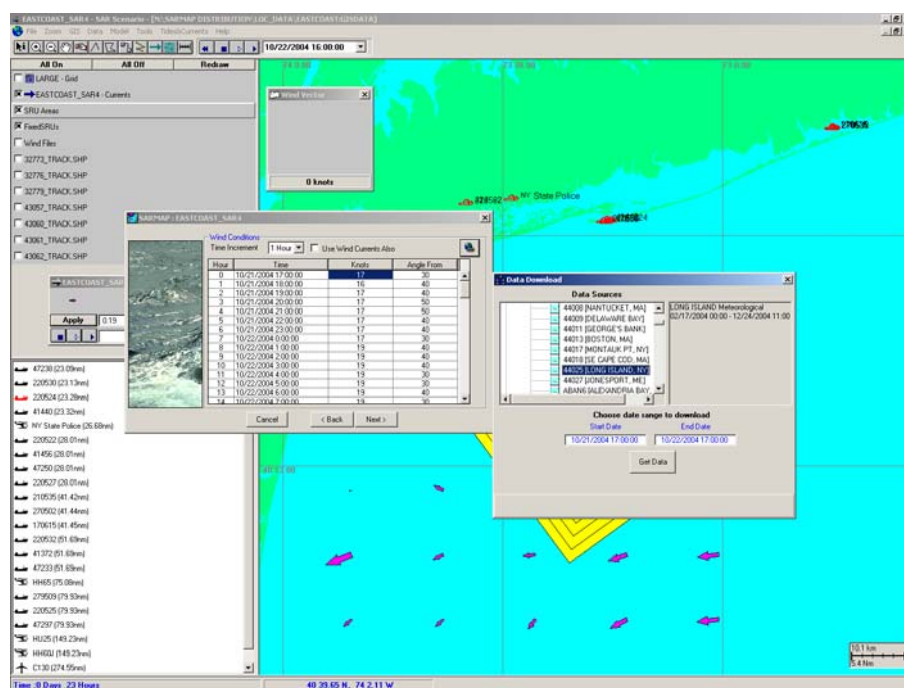 EASTCOAST_SAR4 - SAR Scenario - [N:\SARMAP DISTRIBUTION\LOC_DATA\EASTCOAST\GISDATA]
File Zoom GIS Data Model Tools Tides/Currents Help
10/22/2004 16:00:00
All On All Off Redraw
LARGE - Grid
EASTCOAST_SAR4 - Currents
SRU Areas
FixedSRUs
Wind Files
32773_TRACK.SHP
32776_TRACK.SHP
32779_TRACK.SHP
43057_TRACK.SHP
43060_TRACK.SHP
43061_TRACK.SHP
43062_TRACK.SHP
EASTCOAST_SAR
Apply 0.19
47238 (23.09nm)
220530 (23.13nm)
220524 (23.28nm)
41440 (23.32nm)
NY State Police (26.68nm)
220522 (28.01nm)
41456 (28.01nm)
47250 (28.01nm)
220527 (28.01nm)
210535 (41.42nm)
270502 (41.44nm)
170615 (41.45nm)
220532 (51.69nm)
41372 (51.69nm)
47233 (51.69nm)
HH65 (75.08nm)
279509 (79.93nm)
220525 (79.93nm)
47297 (79.93nm)
HU25 (149.23nm)
HH60J (149.23nm)
C130 (274.55nm)
Wind Vector
0 knots
NY State Police
SARMAP : EASTCOAST_SAR4
Wind Conditions
Time Increment 1 Hour Use Wind Currents Also
Hour Time Knots Angle From
0 10/21/2004 17:00:00 17 30
1 10/21/2004 18:00:00 16 40
2 10/21/2004 19:00:00 17 40
3 10/21/2004 20:00:00 17 50
4 10/21/2004 21:00:00 17 50
5 10/21/2004 22:00:00 17 40
6 10/21/2004 23:00:00 17 40
7 10/22/2004 0:00:00 17 30
8 10/22/2004 1:00:00 19 40
9 10/22/2004 2:00:00 19 40
10 10/22/2004 3:00:00 19 40
11 10/22/2004 4:00:00 19 30
12 10/22/2004 5:00:00 19 30
13 10/22/2004 6:00:00 19 40
14 10/22/2004 7:00:00 19 30
Cancel < Back Next >
Data Download
Data Sources
44008 [NANTUCKET, MA]
44009 [DELAWARE BAY]
44011 [GEORGE'S BANK]
44013 [BOSTON, MA]
44017 [MONTAUK PT, NY]
44018 [SE CAPE COD, MA]
44025 [LONG ISLAND, NY]
44027 [JONESPORT, ME]
ABAN6 [ALEXANDRIA BAY,
LONG ISLAND Meteorological
02/17/2004 00:00 - 12/24/2004 11:00
Choose date range to download
Start Date End Date
10/21/2004 17:00:00 10/22/2004 17:00:00
Get Data
10.1 km
5.4 Nm
Time :0 Days 23 Hours
40 39.65 N, 74 2.11 W